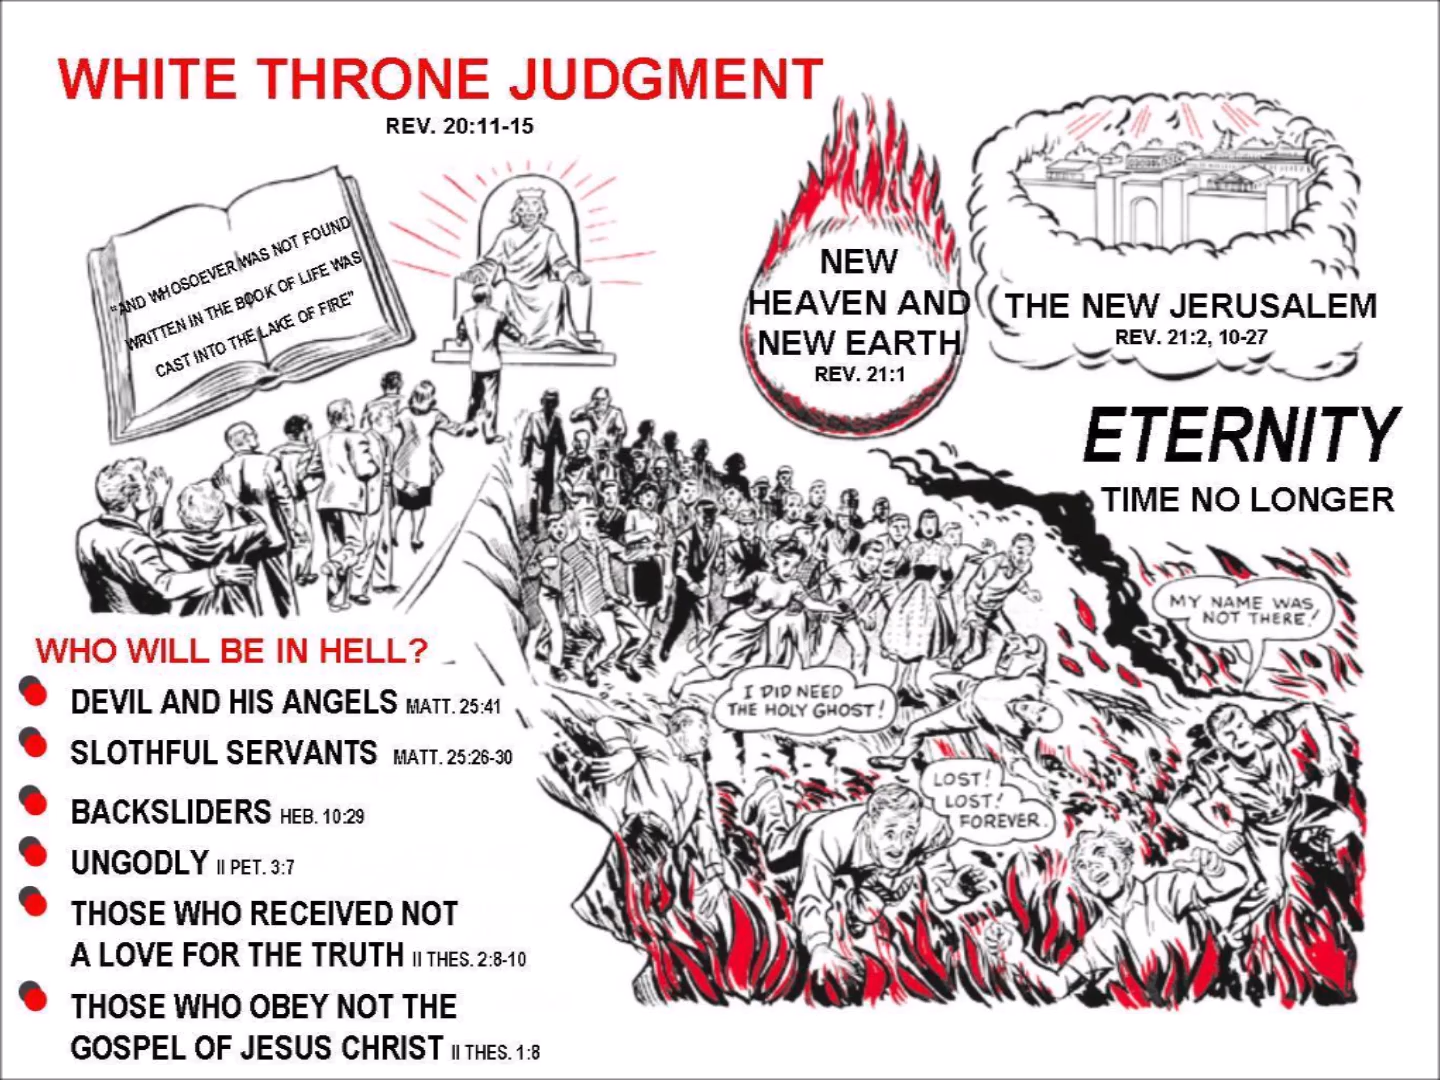 WHITE THRONE JUDGMENT
REV. 20:11-15
"AND WHOSOEVER WAS NOT FOUND
WRITTEN IN THE BOOK OF LIFE WAS
CAST INTO THE LAKE OF FIRE"
NEW
HEAVEN AND
NEW EARTH
REV. 21:1
THE NEW JERUSALEM
REV. 21:2, 10-27
ETERNITY
TIME NO LONGER
MY NAME WAS
NOT THERE!
I DID NEED
THE HOLY GHOST!
LOST!
LOST!
FOREVER.
WHO WILL BE IN HELL?
DEVIL AND HIS ANGELS MATT. 25:41
SLOTHFUL SERVANTS MATT. 25:26-30
BACKSLIDERS HEB. 10:29
UNGODLY II PET. 3:7
THOSE WHO RECEIVED NOT
A LOVE FOR THE TRUTH II THES. 2:8-10
THOSE WHO OBEY NOT THE
GOSPEL OF JESUS CHRIST II THES. 1:8